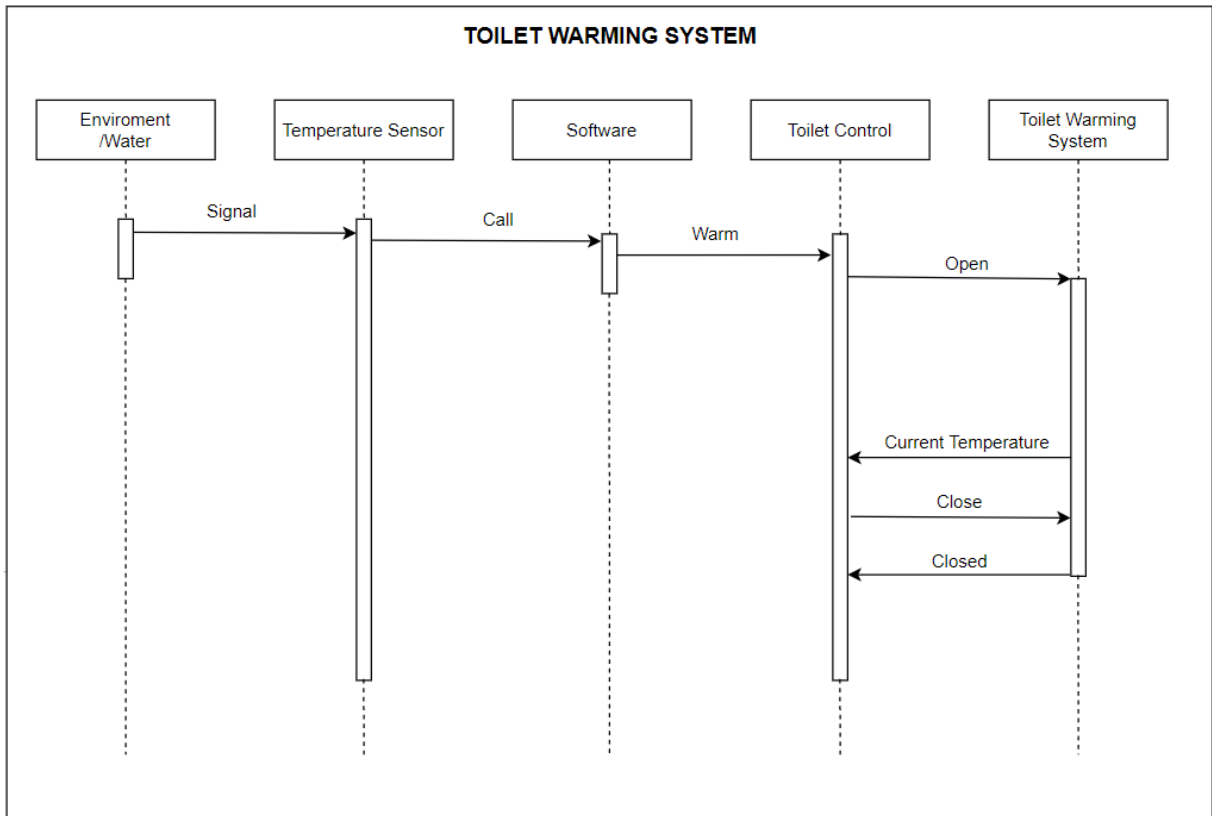 TOILET WARMING SYSTEM
Enviroment
/Water
Temperature Sensor
Software
Toilet Control
Toilet Warming
System
Signal
Call
Warm
Open
Current Temperature
Close
Closed